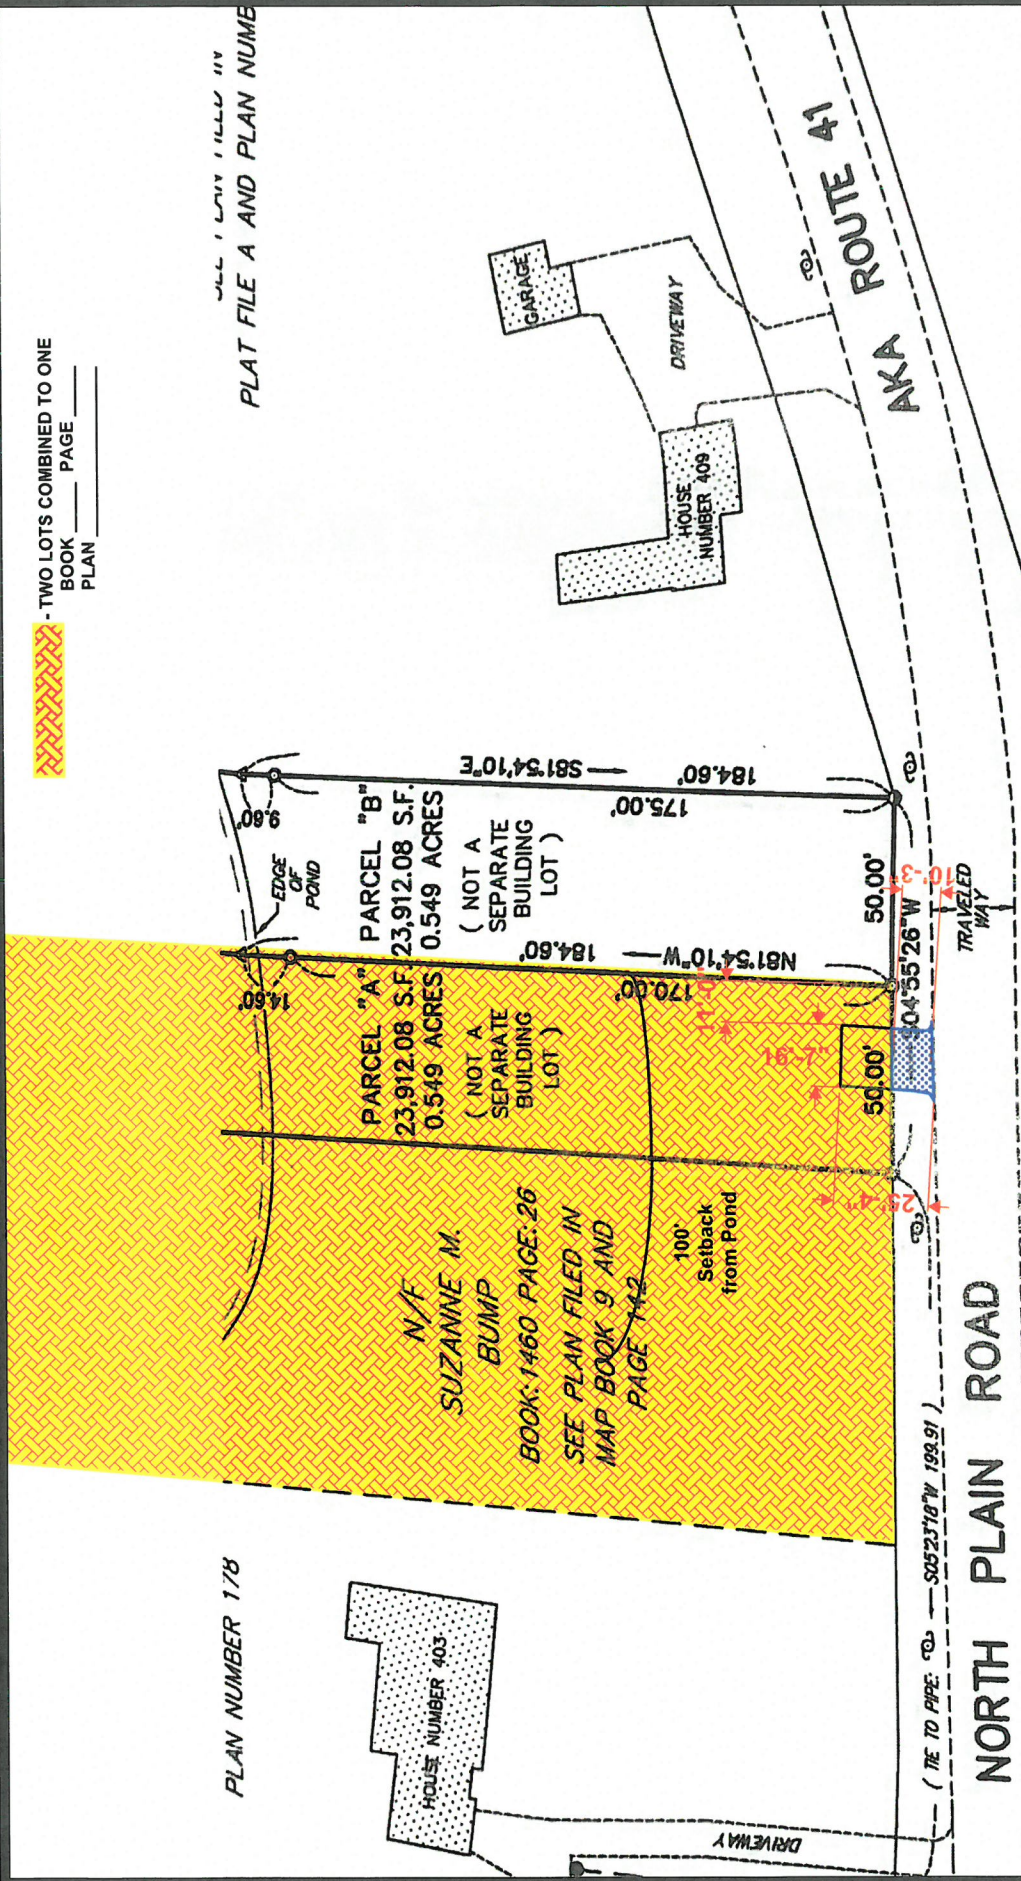 - TWO LOTS COMBINED TO ONE
BOOK ____ PAGE ____
PLAN ________
PLAT FILE A AND PLAN NUMB
PLAN NUMBER 178
GARAGE
DRIVEWAY
HOUSE
NUMBER 409
AKA ROUTE 41
HOUSE NUMBER 403
DRIVEWAY
N/F
SUZANNE M.
BUMP
BOOK: 1460 PAGE: 26
SEE PLAN FILED IN
MAP BOOK 9 AND
PAGE 142
100'
Setback
from Pond
PARCEL "A"
23,912.08 S.F.
0.549 ACRES
( NOT A
SEPARATE
BUILDING
LOT )
PARCEL "B"
23,912.08 S.F.
0.549 ACRES
( NOT A
SEPARATE
BUILDING
LOT )
EDGE
OF
POND
9.60'
14.60'
S81°54'10"E
184.60'
175.00'
184.60'
N81°54'10"W
170.00'
11'-0"
16'-2"
25'-4"
10'-3"
50.00'
50.00'
S04°55'26"W
TRAVELED
WAY
( TIE TO PIPE: S05°23'18"W 199.91 )
NORTH PLAIN ROAD